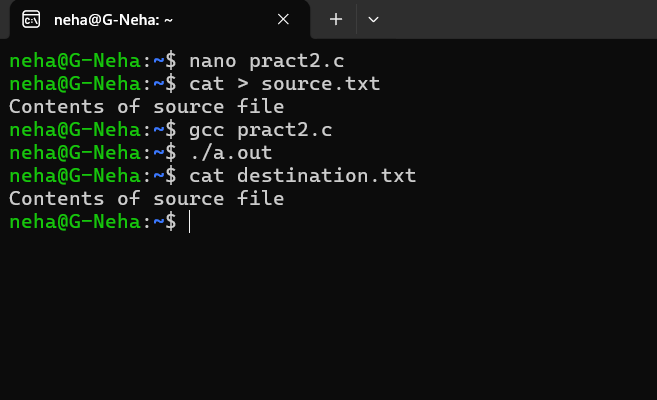 neha@G-Neha: ~
neha@G-Neha:~$ nano pract2.c
neha@G-Neha:~$ cat > source.txt
Contents of source file
neha@G-Neha:~$ gcc pract2.c
neha@G-Neha:~$ ./a.out
neha@G-Neha:~$ cat destination.txt
Contents of source file
neha@G-Neha:~$